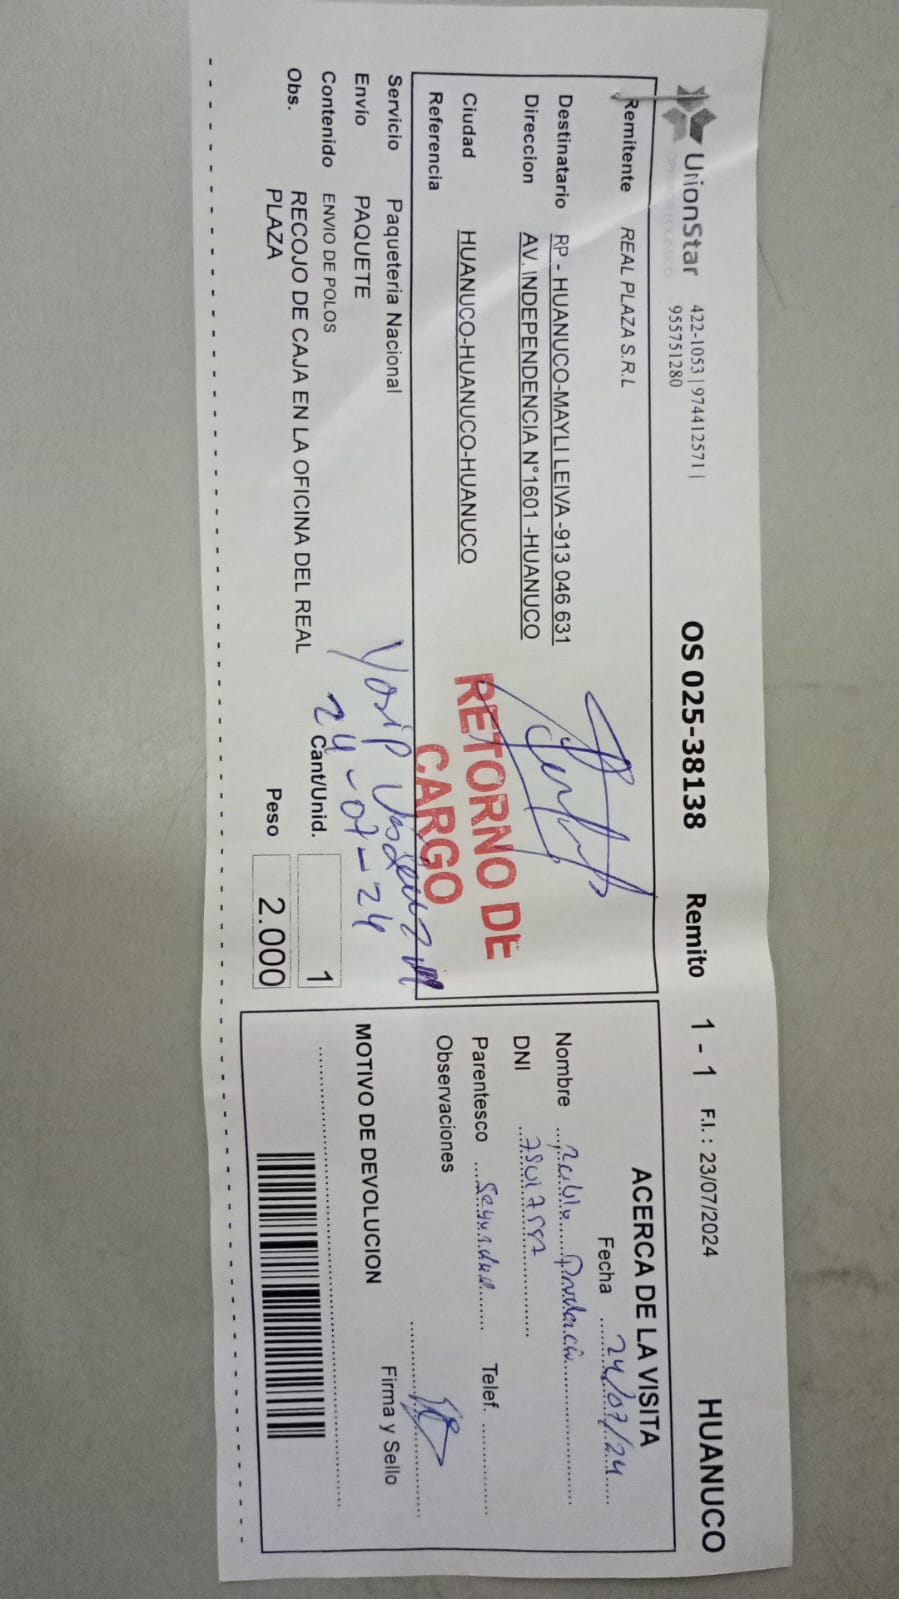 UnionStar
OPERADOR LOGISTICO
422-1053 | 974412571 |
955751280
OS 025-38138 Remito 1 - 1 F.I. : 23/07/2024 HUANUCO
Remitente REAL PLAZA S.R.L
Destinatario RP - HUANUCO-MAYLI LEIVA -913 046 631
Direccion AV. INDEPENDENCIA N°1601 -HUANUCO
Ciudad HUANUCO-HUANUCO-HUANUCO
Referencia
RETORNO DE
CARGO
Servicio Paqueteria Nacional
Envío PAQUETE
Contenido ENVIO DE POLOS
Obs. RECOJO DE CAJA EN LA OFICINA DEL REAL
PLAZA
Yosip
24-07-24
Cant/Unid. 1
Peso 2.000
ACERCA DE LA VISITA
Fecha 24/07/24
Nombre
DNI
Parentesco Telef.
Observaciones
Firma y Sello
MOTIVO DE DEVOLUCION